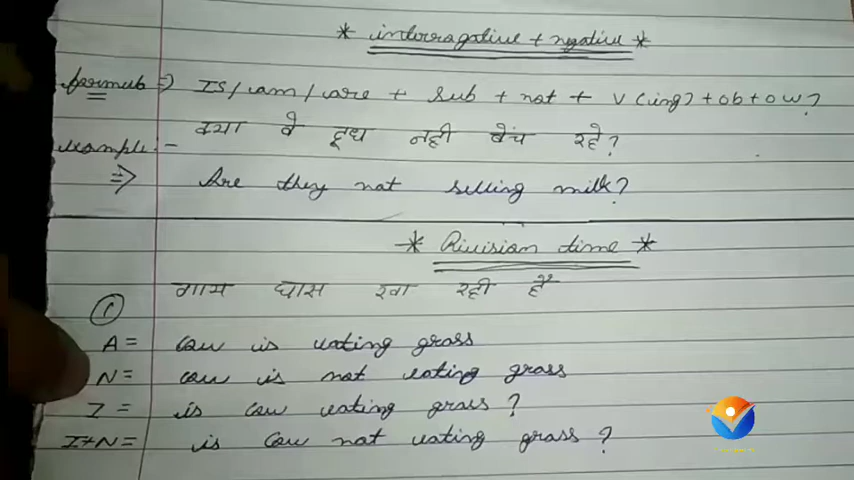 * interragative + negative *
formula ⇒ Is/am/are + sub + not + V(ing) + ob + ow?
example :- क्या वे दूध नही बेंच रहे?
⇒ Are they not selling milk?
* Rivision time *
① गाय घास खा रही है
A = Cow is eating grass
N = cow is not eating grass
I = is cow eating grass?
I+N = is Cow not eating grass?